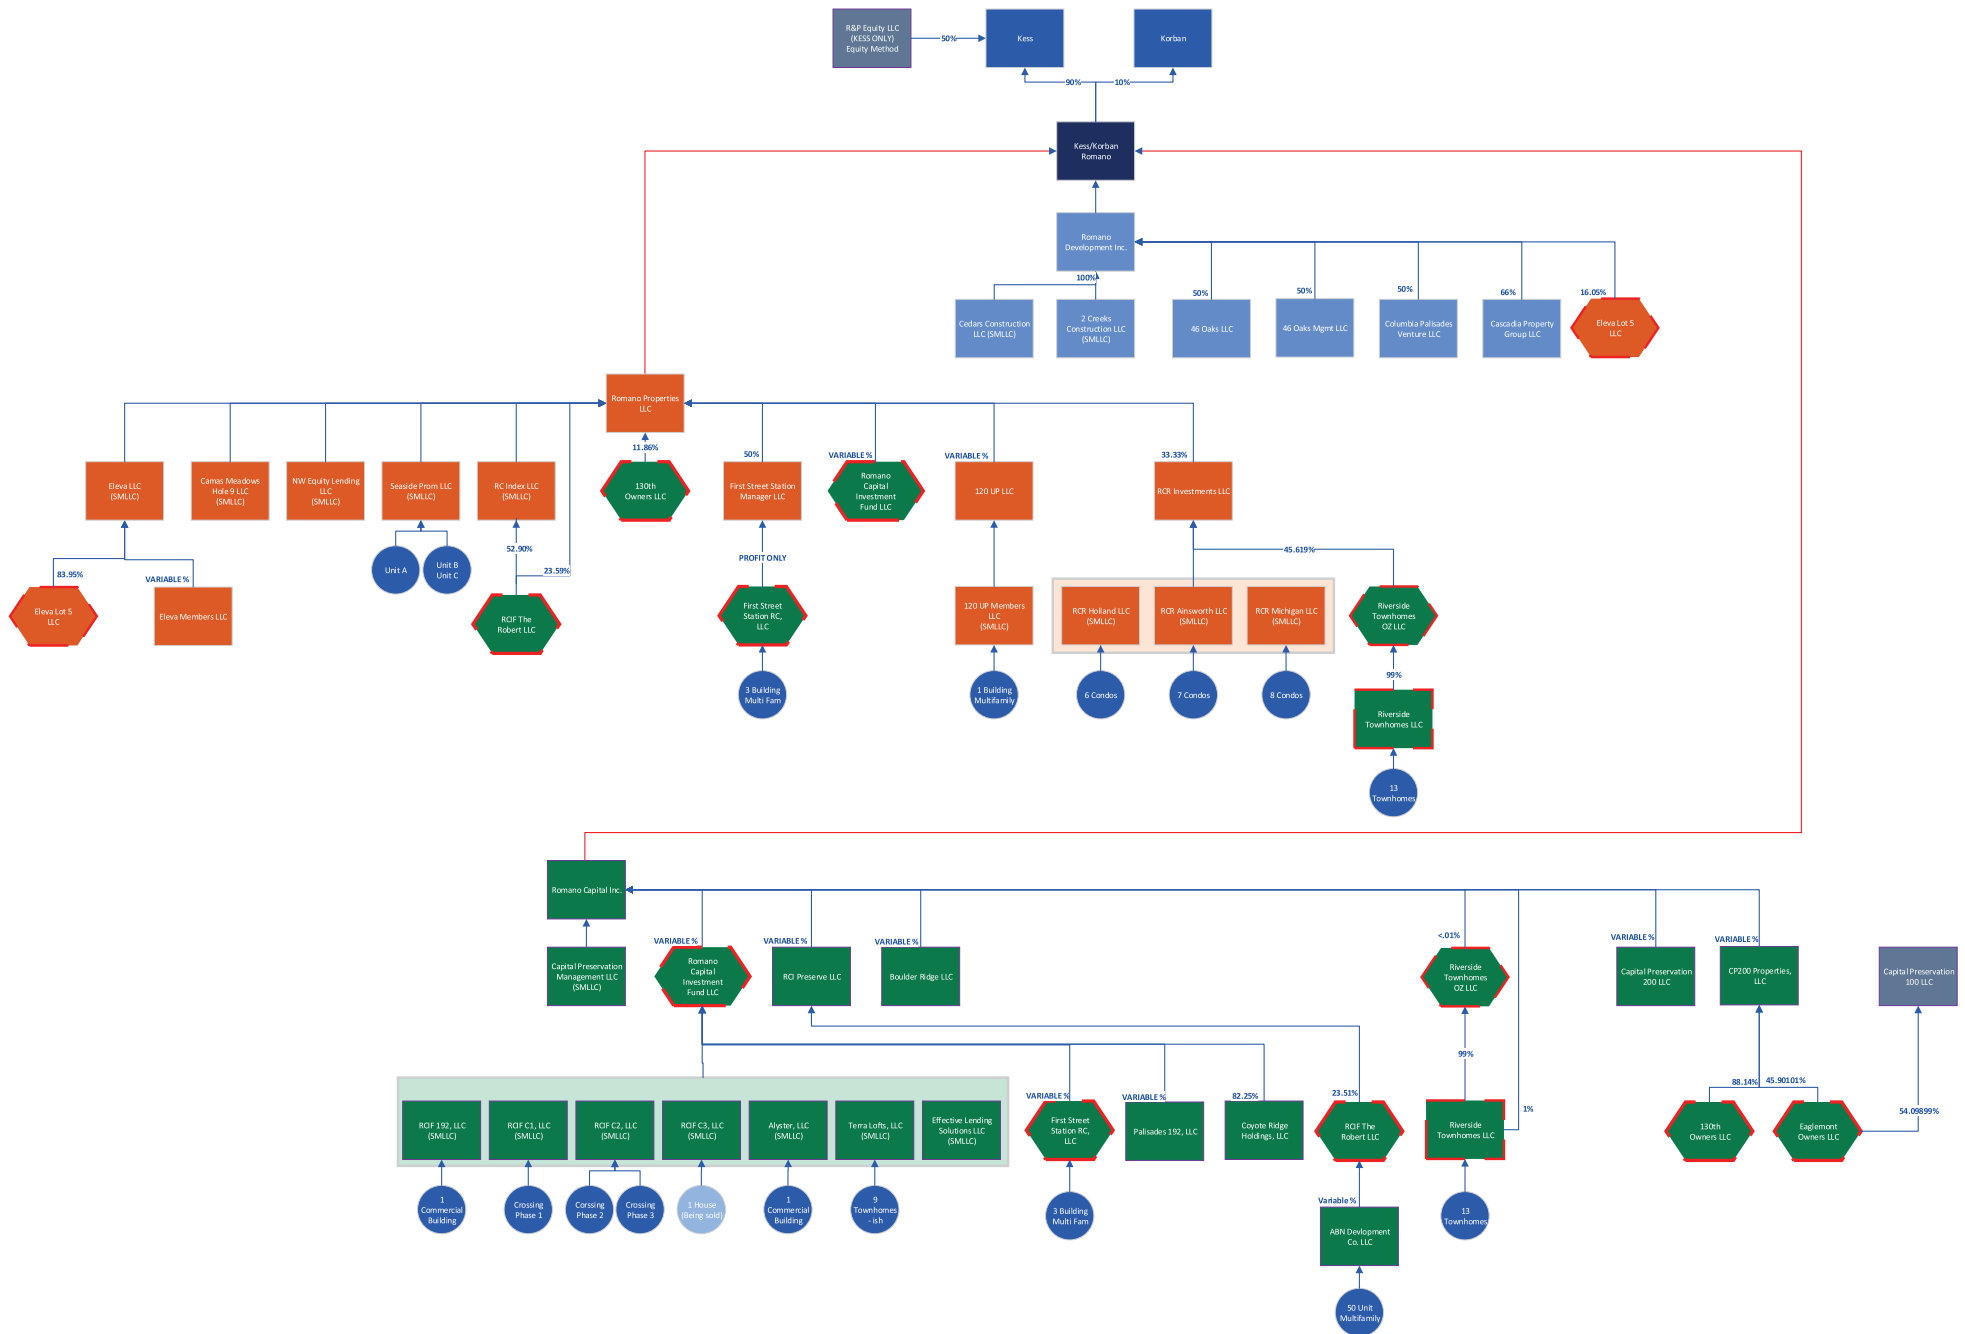 R&P Equity LLC
(KESS ONLY)
Equity Method
50%
Kess
Korban
90%
10%
Kess/Korban
Romano
Romano
Development Inc.
100%
50%
50%
50%
66%
16.05%
Cedars Construction
LLC (SMLLC)
2 Creeks
Construction LLC
(SMLLC)
46 Oaks LLC
46 Oaks Mgmt LLC
Columbia Palisades
Venture LLC
Cascadia Property
Group LLC
Eleva Lot 5
LLC
Romano Properties
LLC
11.86%
50%
VARIABLE %
VARIABLE %
33.33%
Eleva LLC
(SMLLC)
Camas Meadows
Hole 9 LLC
(SMLLC)
NW Equity Lending
LLC
(SMLLC)
Seaside Prom LLC
(SMLLC)
RC Index LLC
(SMLLC)
130th
Owners LLC
First Street Station
Manager LLC
Romano
Capital
Investment
Fund LLC
120 UP LLC
RCR Investments LLC
83.95%
VARIABLE %
Unit A
Unit B
Unit C
52.90%
23.59%
PROFIT ONLY
45.619%
Eleva Lot 5
LLC
Eleva Members LLC
RCIF The
Robert LLC
First Street
Station RC,
LLC
120 UP Members
LLC
(SMLLC)
RCR Holland LLC
(SMLLC)
RCR Ainsworth LLC
(SMLLC)
RCR Michigan LLC
(SMLLC)
Riverside
Townhomes
OZ LLC
3 Building
Multi Fam
1 Building
Multifamily
6 Condos
7 Condos
8 Condos
99%
Riverside
Townhomes LLC
13
Townhomes
Romano Capital Inc.
VARIABLE %
VARIABLE %
VARIABLE %
<.01%
VARIABLE %
VARIABLE %
Capital Preservation
Management LLC
(SMLLC)
Romano
Capital
Investment
Fund LLC
RCI Preserve LLC
Boulder Ridge LLC
Riverside
Townhomes
OZ LLC
Capital Preservation
200 LLC
CP200 Properties,
LLC
Capital Preservation
100 LLC
99%
1%
VARIABLE %
VARIABLE %
82.25%
23.51%
88.14%
45.90101%
54.09899%
RCIF 192, LLC
(SMLLC)
RCIF C1, LLC
(SMLLC)
RCIF C2, LLC
(SMLLC)
RCIF C3, LLC
(SMLLC)
Alyster, LLC
(SMLLC)
Terra Lofts, LLC
(SMLLC)
Effective Lending
Solutions LLC
(SMLLC)
First Street
Station RC,
LLC
Palisades 192, LLC
Coyote Ridge
Holdings, LLC
RCIF The
Robert LLC
Riverside
Townhomes LLC
130th
Owners LLC
Eaglemont
Owners LLC
1
Commercial
Building
Crossing
Phase 1
Corssing
Phase 2
Crossing
Phase 3
1 House
(Being sold)
1
Commercial
Building
9
Townhomes
- ish
3 Building
Multi Fam
Variable %
ABN Devlopment
Co. LLC
13
Townhomes
50 Unit
Multifamily